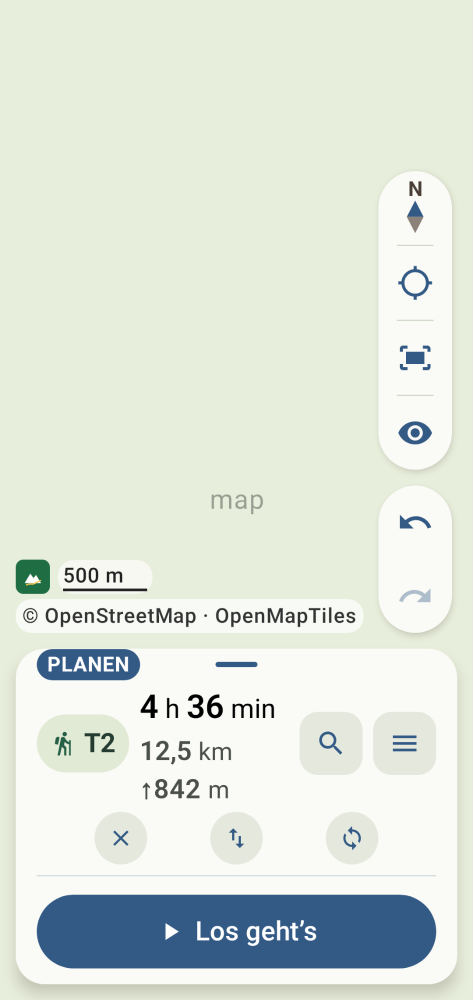 N
map
500 m
© OpenStreetMap · OpenMapTiles
PLANEN
4 h 36 min
T2
12,5 km
↑842 m
Los geht’s